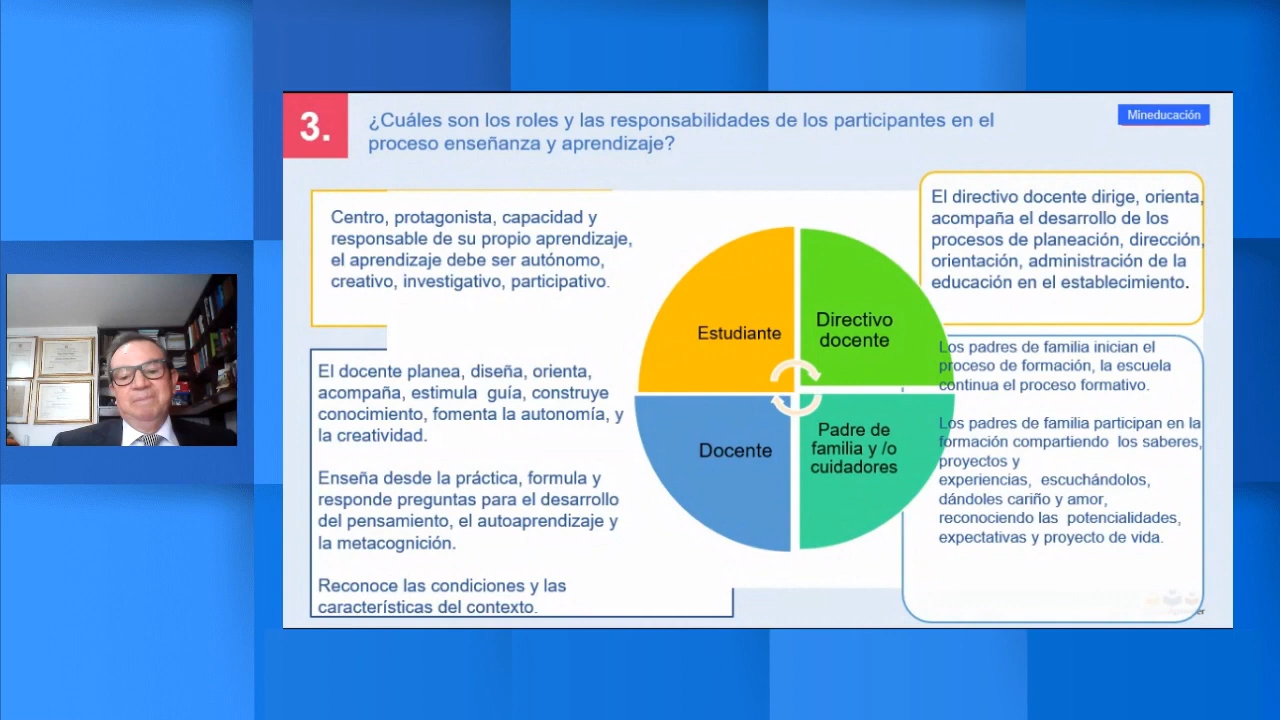 3.
¿Cuáles son los roles y las responsabilidades de los participantes en el
proceso enseñanza y aprendizaje?
Mineducación
Centro, protagonista, capacidad y
responsable de su propio aprendizaje,
el aprendizaje debe ser autónomo,
creativo, investigativo, participativo.
El directivo docente dirige, orienta,
acompaña el desarrollo de los
procesos de planeación, dirección,
orientación, administración de la
educación en el establecimiento.
Estudiante
Directivo
docente
Docente
Padre de
familia y /o
cuidadores
El docente planea, diseña, orienta,
acompaña, estimula guía, construye
conocimiento, fomenta la autonomía, y
la creatividad.
Enseña desde la práctica, formula y
responde preguntas para el desarrollo
del pensamiento, el autoaprendizaje y
la metacognición.
Reconoce las condiciones y las
características del contexto.
Los padres de familia inician el
proceso de formación, la escuela
continua el proceso formativo.
Los padres de familia participan en la
formación compartiendo los saberes,
proyectos y
experiencias, escuchándolos,
dándoles cariño y amor,
reconociendo las potencialidades,
expectativas y proyecto de vida.